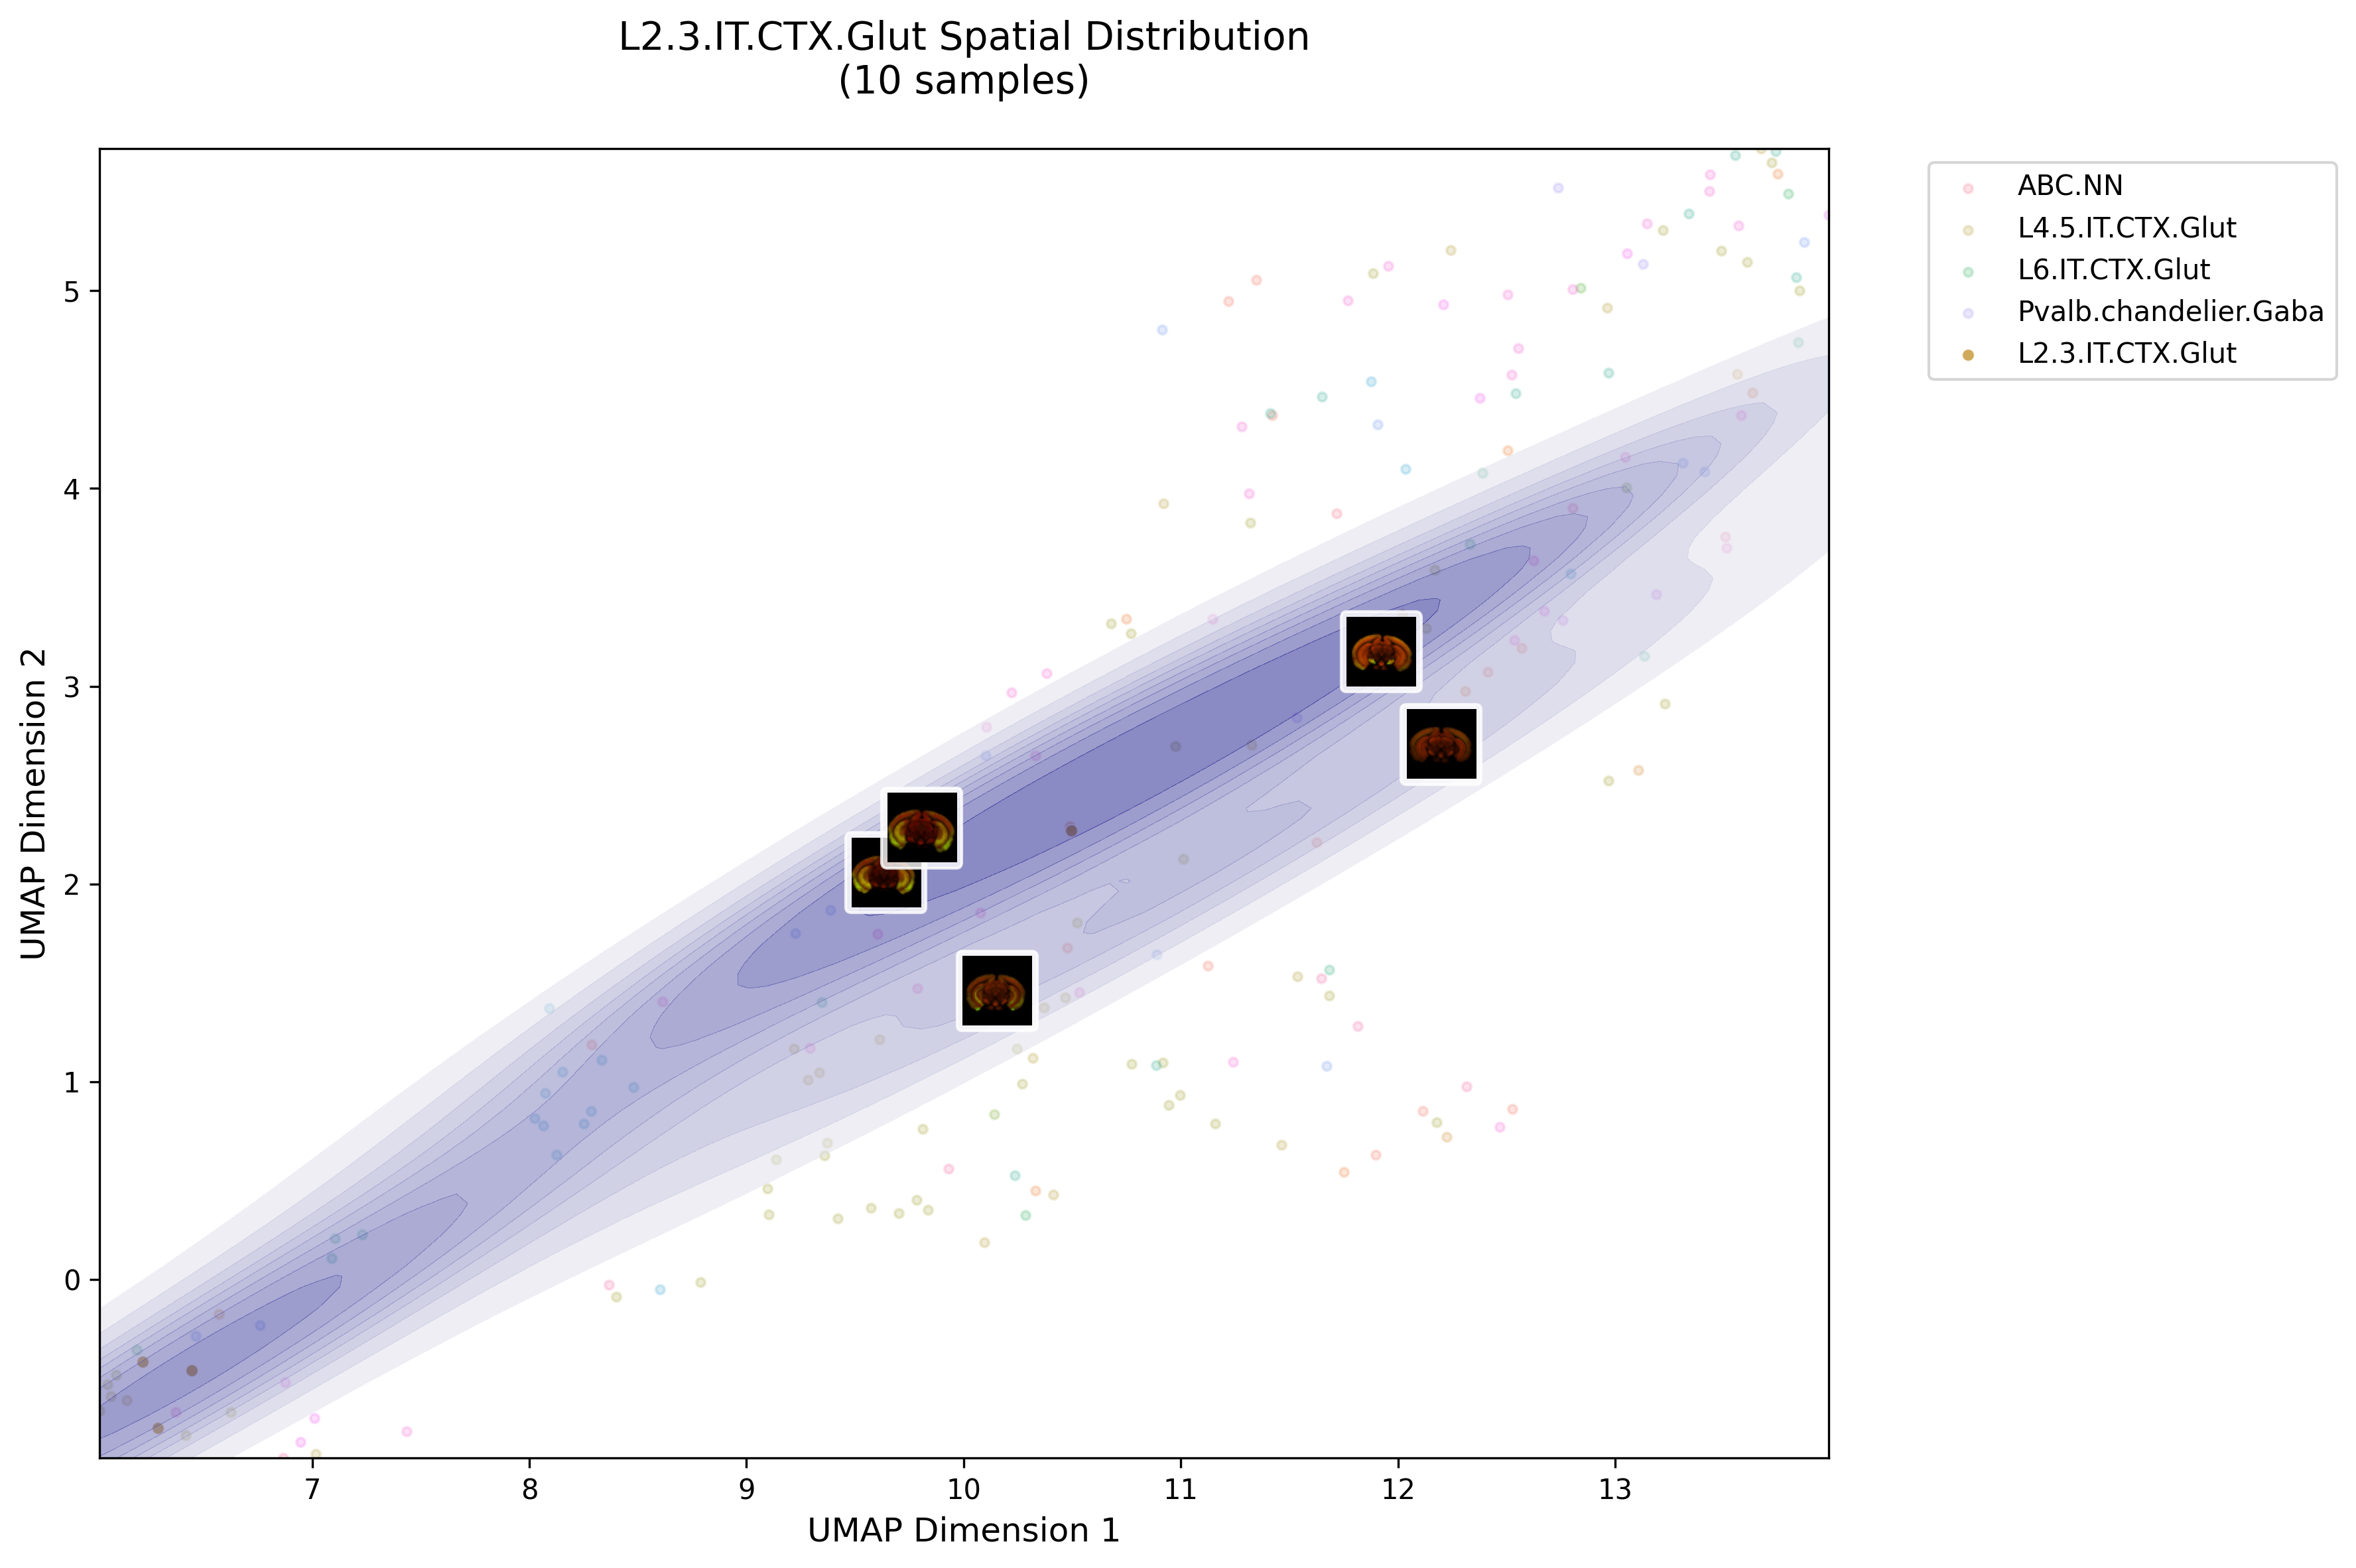 L2.3.IT.CTX.Glut Spatial Distribution
(10 samples)
ABC.NN
L4.5.IT.CTX.Glut
L6.IT.CTX.Glut
Pvalb.chandelier.Gaba
L2.3.IT.CTX.Glut
UMAP Dimension 2
5
4
3
2
1
0
7 8 9 10 11 12 13
UMAP Dimension 1